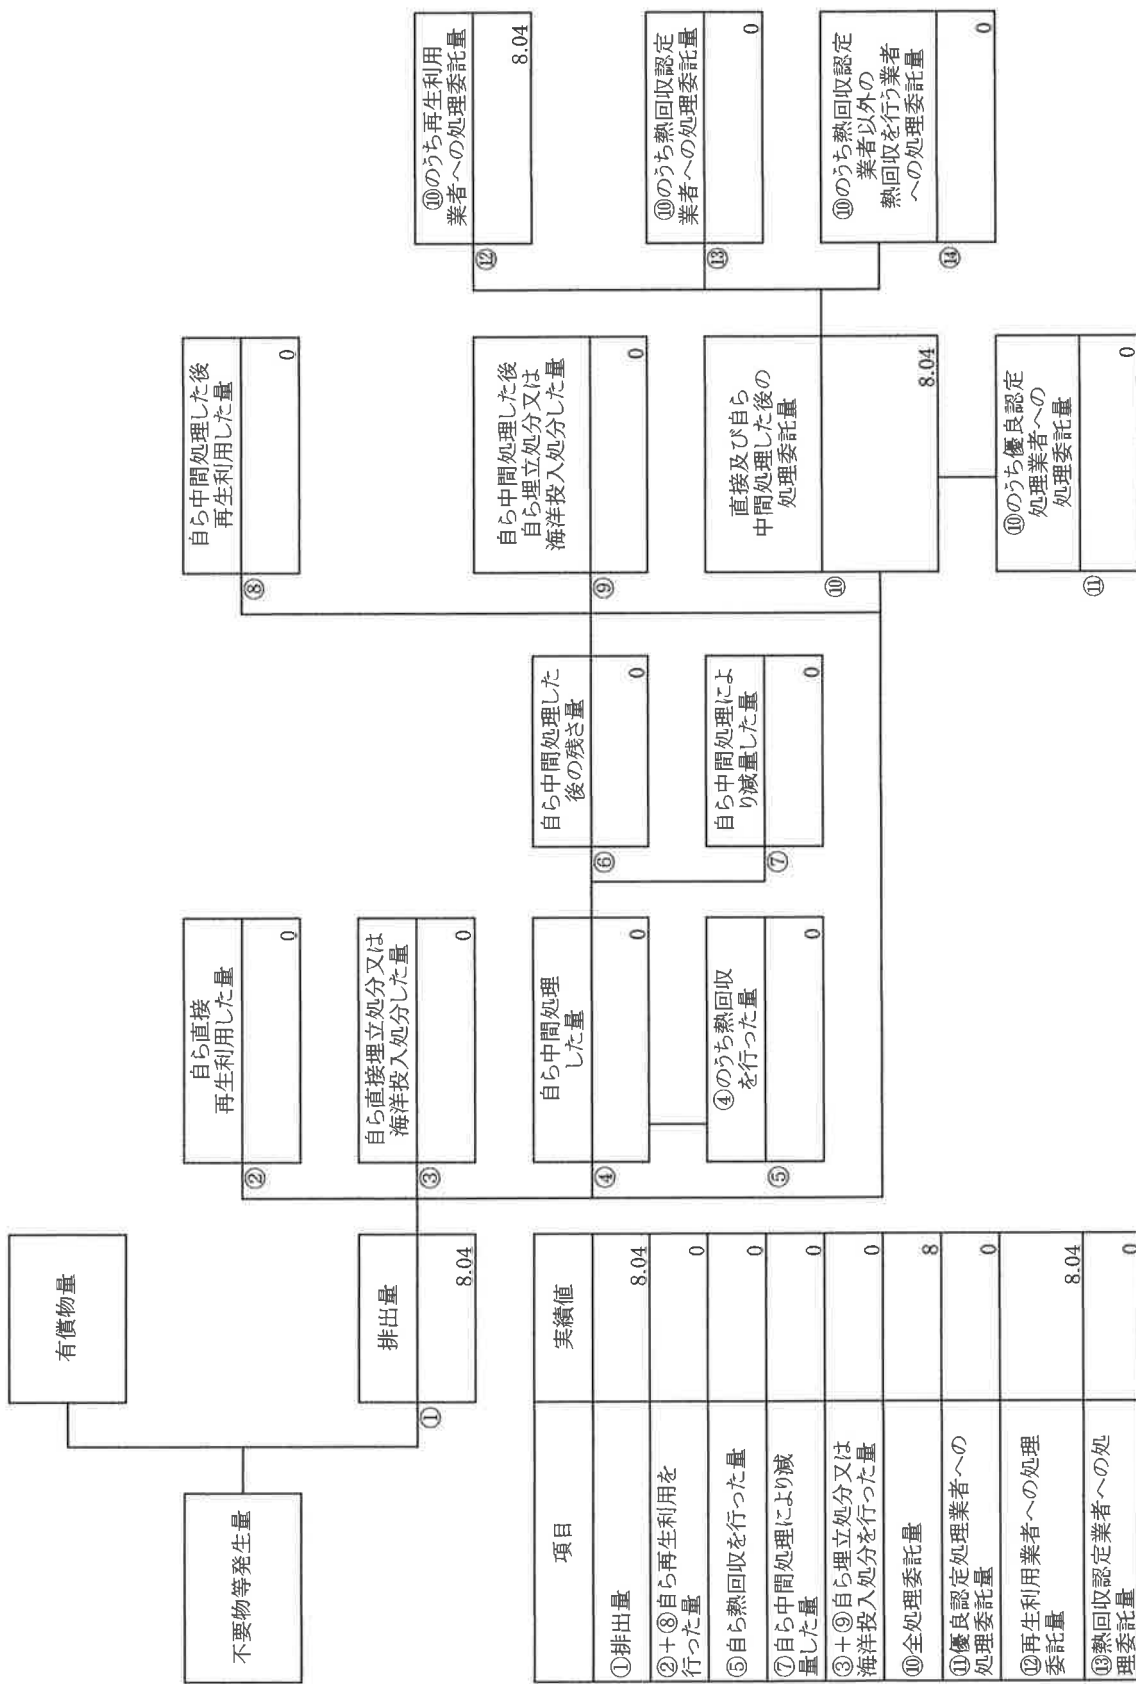 不要物等発生量
有償物量
排出量
①
8.04
自ら直接
再生利用した量
②
0
自ら直接埋立処分又は
海洋投入処分した量
③
0
自ら中間処理
した量
④
0
④のうち熱回収
を行った量
⑤
0
自ら中間処理した
後の残さ量
⑥
0
自ら中間処理によ
り減量した量
⑦
0
自ら中間処理した後
再生利用した量
⑧
0
自ら中間処理した後
自ら埋立処分又は
海洋投入処分した量
⑨
0
直接及び自ら
中間処理した後の
処理委託量
⑩
8.04
⑩のうち優良認定
処理業者への
処理委託量
⑪
0
⑩のうち再生利用
業者への処理委託量
⑫
8.04
⑩のうち熱回収認定
業者への処理委託量
⑬
0
⑩のうち熱回収認定
業者以外の
熱回収を行う業者
への処理委託量
⑭
0
項目 実績値
①排出量 8.04
②+⑧自ら再生利用を
行った量 0
⑤自ら熱回収を行った量 0
⑦自ら中間処理により減
量した量 0
③+⑨自ら埋立処分又は
海洋投入処分を行った量 0
⑩全処理委託量 8
⑪優良認定処理業者への
処理委託量 0
⑫再生利用業者への処理
委託量 8.04
⑬熱回収認定業者への処
理委託量 0